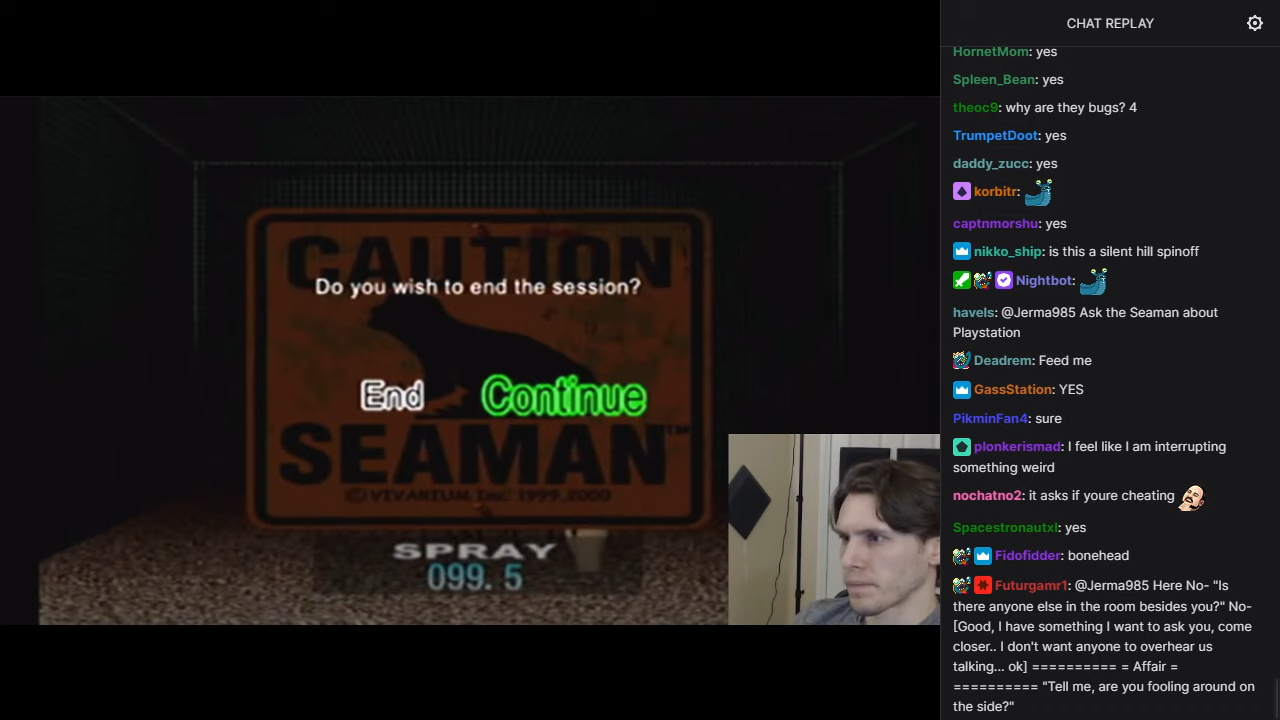 CAUTION
Do you wish to end the session?
End Continue
SEAMAN™
© VIVARIUM Inc. 1999,2000
SPRAY
099.5
CHAT REPLAY
HornetMom: yes
Spleen_Bean: yes
theoc9: why are they bugs? 4
TrumpetDoot: yes
daddy_zucc: yes
korbitr:
captnmorshu: yes
nikko_ship: is this a silent hill spinoff
Nightbot:
havels: @Jerma985 Ask the Seaman about
Playstation
Deadrem: Feed me
GassStation: YES
PikminFan4: sure
plonkerismad: I feel like I am interrupting
something weird
nochatno2: it asks if youre cheating
Spacestronautxl: yes
Fidofidder: bonehead
Futurgamr1: @Jerma985 Here No- "Is
there anyone else in the room besides you?" No-
[Good, I have something I want to ask you, come
closer.. I don't want anyone to overhear us
talking... ok] ========== = Affair =
========== "Tell me, are you fooling around on
the side?"